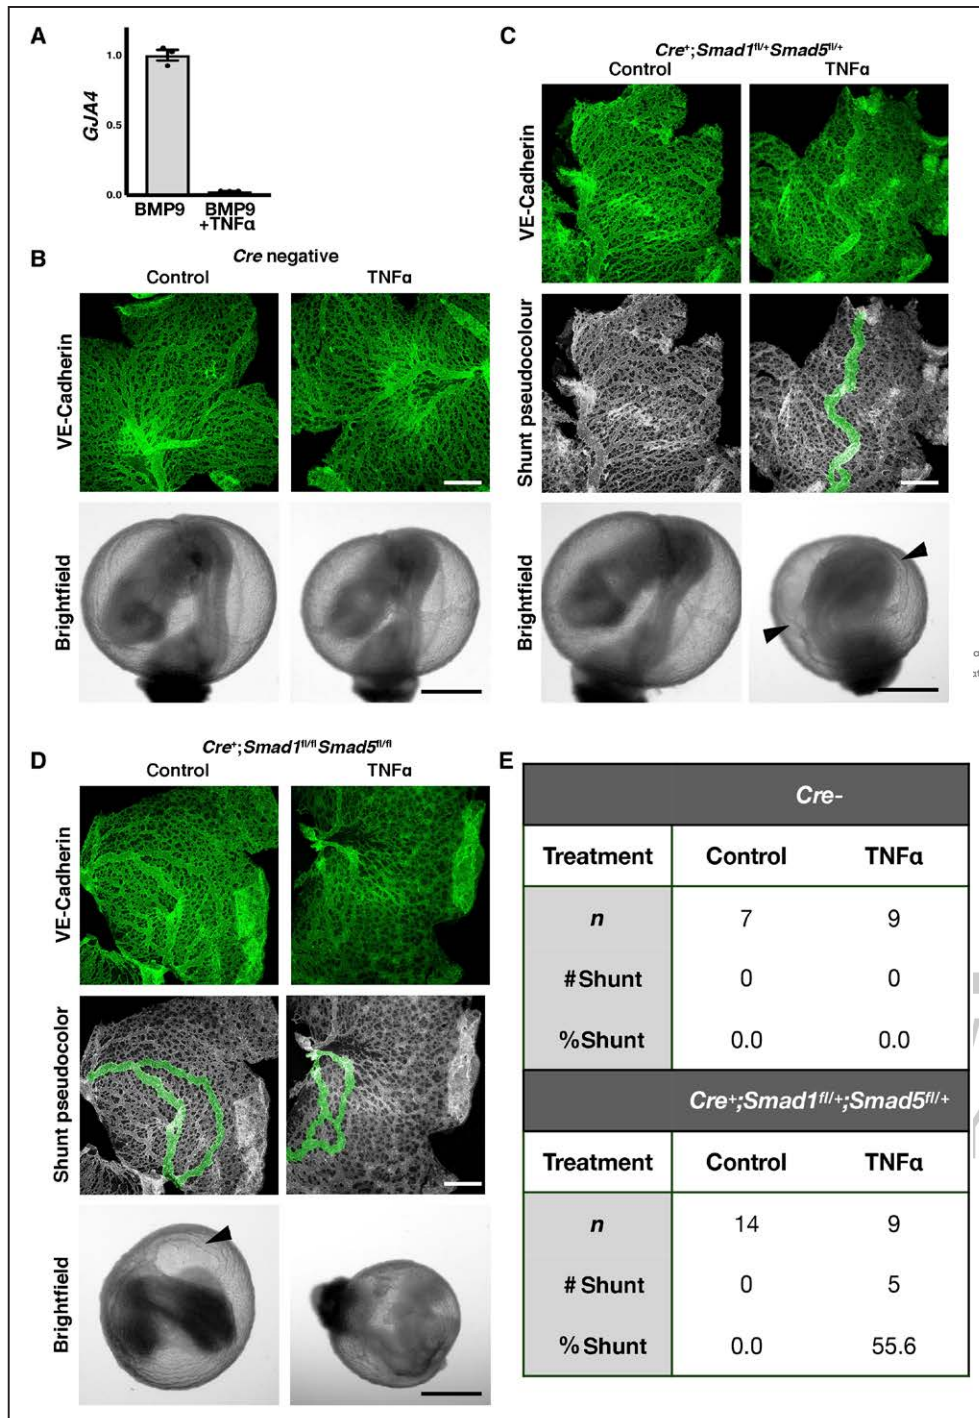 A
GJA4
1.0
0.5
0.0
BMP9
BMP9
+TNFα
B
Cre negative
Control
TNFα
VE-Cadherin
Brightfield
C
Cre⁺;Smad1ᶠˡ/⁺Smad5ᶠˡ/⁺
Control
TNFα
VE-Cadherin
Shunt pseudocolour
Brightfield
D
Cre⁺;Smad1ᶠˡ/ᶠˡSmad5ᶠˡ/ᶠˡ
Control
TNFα
VE-Cadherin
Shunt pseudocolor
Brightfield
E
Cre-
Treatment Control TNFα
n 7 9
# Shunt 0 0
%Shunt 0.0 0.0
Cre⁺;Smad1ᶠˡ/⁺;Smad5ᶠˡ/⁺
Treatment Control TNFα
n 14 9
# Shunt 0 5
% Shunt 0.0 55.6